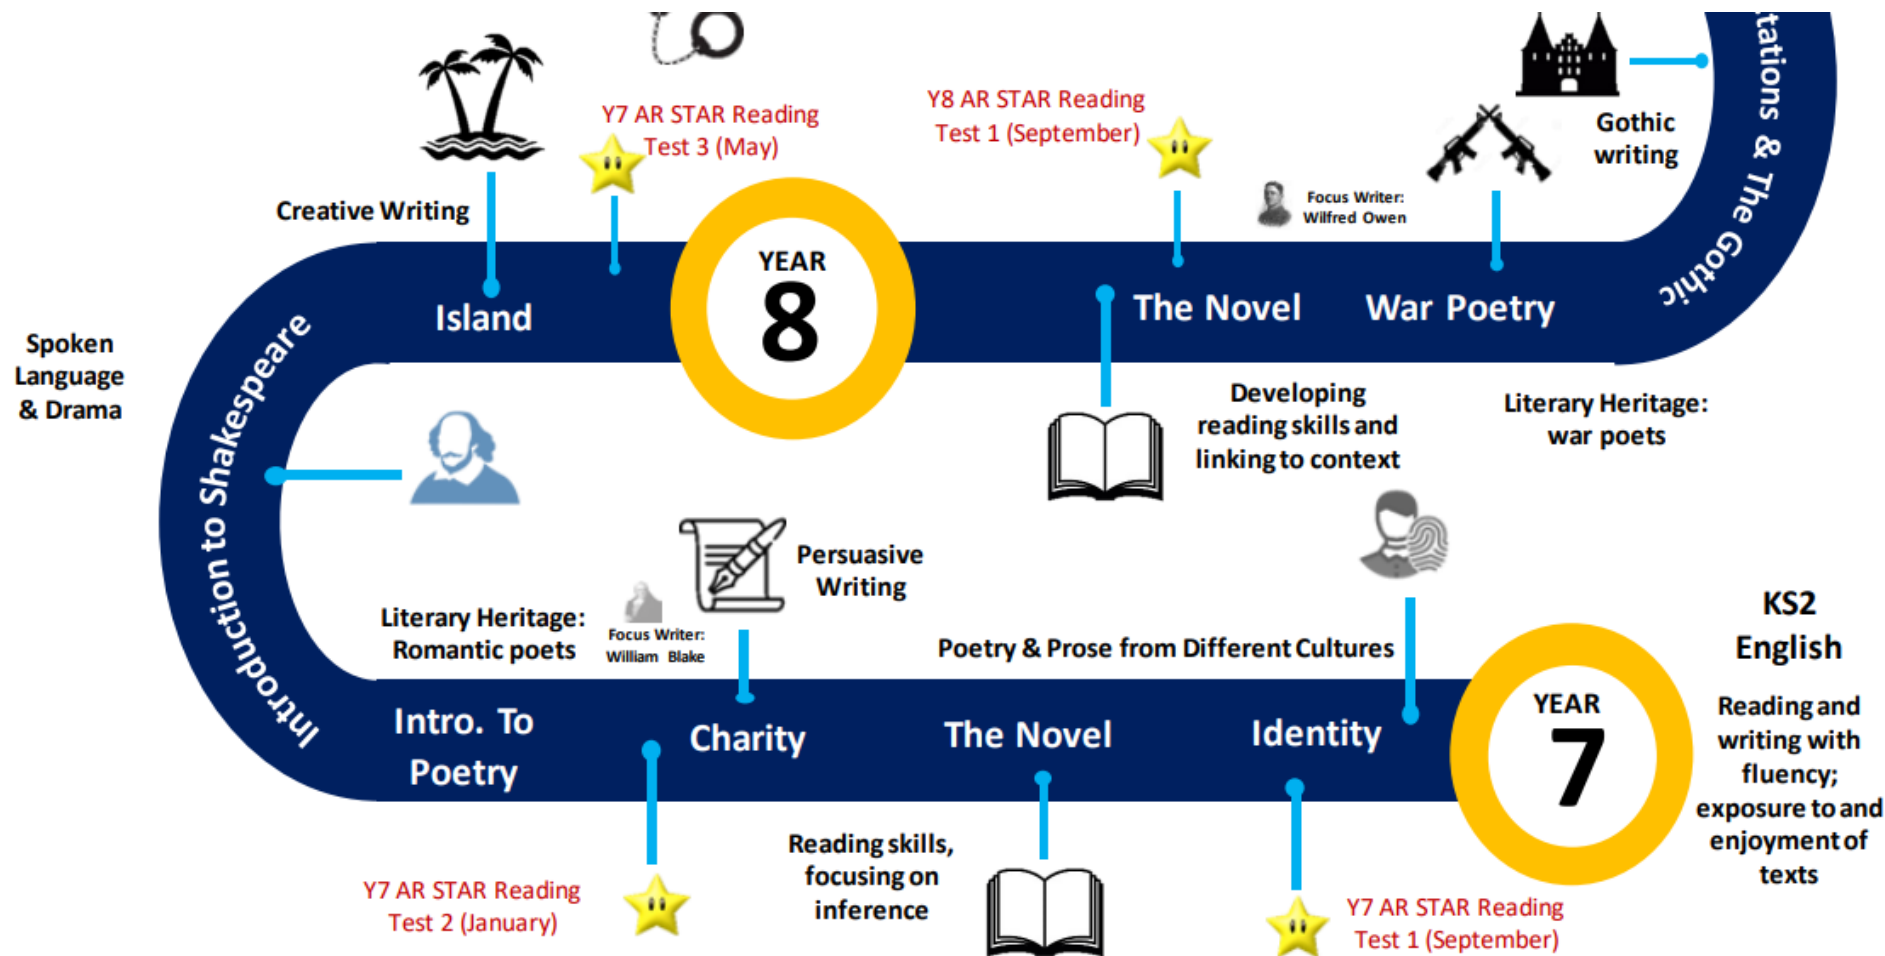 Y7 AR STAR Reading
Test 3 (May)
Y8 AR STAR Reading
Test 1 (September)
Gothic
writing
Creative Writing
Focus Writer:
Wilfred Owen
& The Gothic
YEAR
8
Island
The Novel
War Poetry
Spoken
Language
& Drama
Introduction to Shakespeare
Developing
reading skills and
linking to context
Literary Heritage:
war poets
Persuasive
Writing
Literary Heritage:
Romantic poets
Focus Writer:
William Blake
Poetry & Prose from Different Cultures
KS2
English
Reading and
writing with
fluency;
exposure to and
enjoyment of
texts
Intro. To
Poetry
Charity
The Novel
Identity
YEAR
7
Reading skills,
focusing on
inference
Y7 AR STAR Reading
Test 2 (January)
Y7 AR STAR Reading
Test 1 (September)